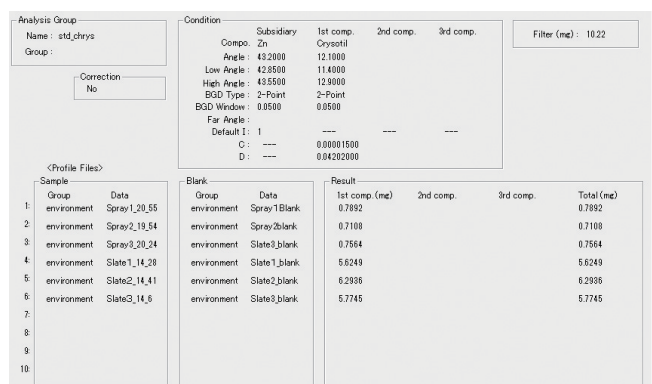 Analysis Group
Name : std_chrys
Group :
Correction
No
Condition
Subsidiary 1st comp. 2nd comp. 3rd comp.
Compo. Zn Crysotil
Angle : 43.2000 12.1000
Low Angle : 42.8500 11.4000
High Angle : 43.5500 12.9000
BGD Type : 2-Point 2-Point
BGD Window : 0.0500 0.0500
Far Angle :
Default I : 1 --- --- ---
C : --- 0.00001500
D : --- 0.04202000
Filter (mg) : 10.22
<Profile Files>
Sample Blank Result
Group Data Group Data 1st comp.(mg) 2nd comp. 3rd comp. Total(mg)
1: environment Spray1_20_55 environment Spray1Blank 0.7892 0.7892
2: environment Spray2_19_54 environment Spray2blank 0.7108 0.7108
3: environment Spray3_20_24 environment Slate3_blank 0.7564 0.7564
4: environment Slate1_14_28 environment Slate1_blank 5.6249 5.6249
5: environment Slate2_14_41 environment Slate2_blank 6.2936 6.2936
6: environment Slate3_14_6 environment Slate3_blank 5.7745 5.7745
7:
8:
9:
10: